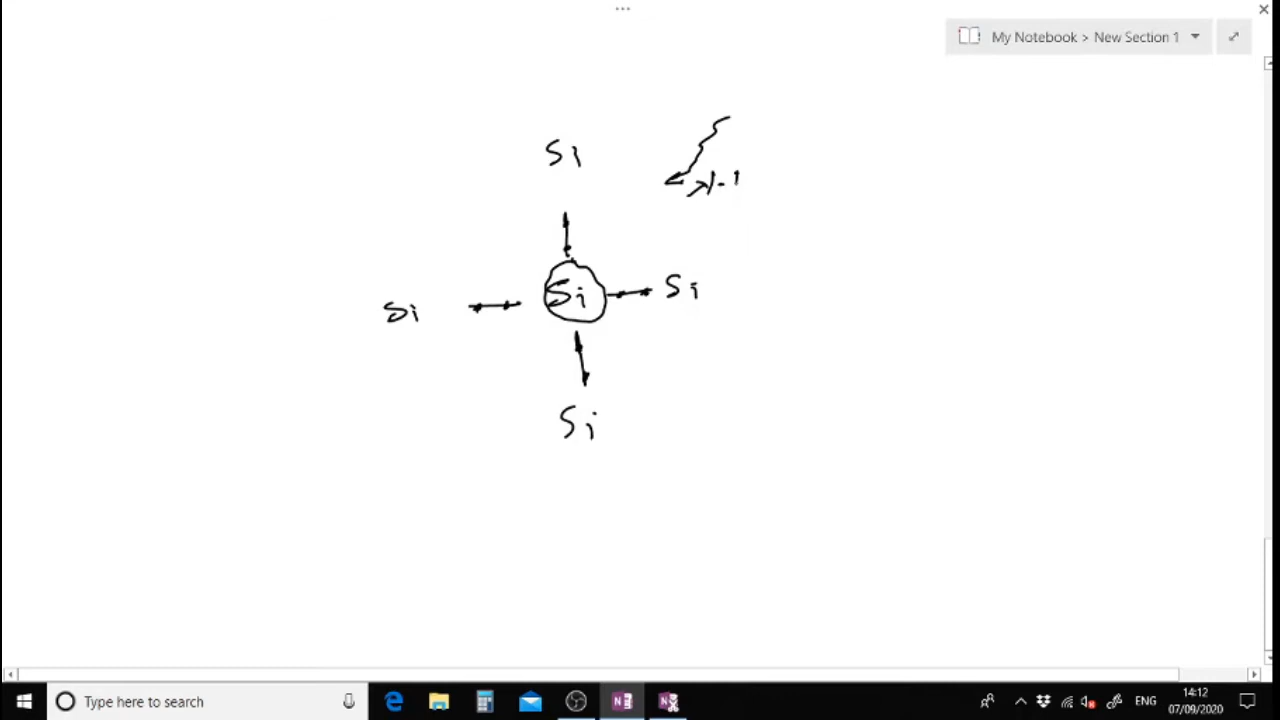 My Notebook > New Section 1
Si
Si
Si
Si
Si
Type here to search
ENG
14:12
07/09/2020